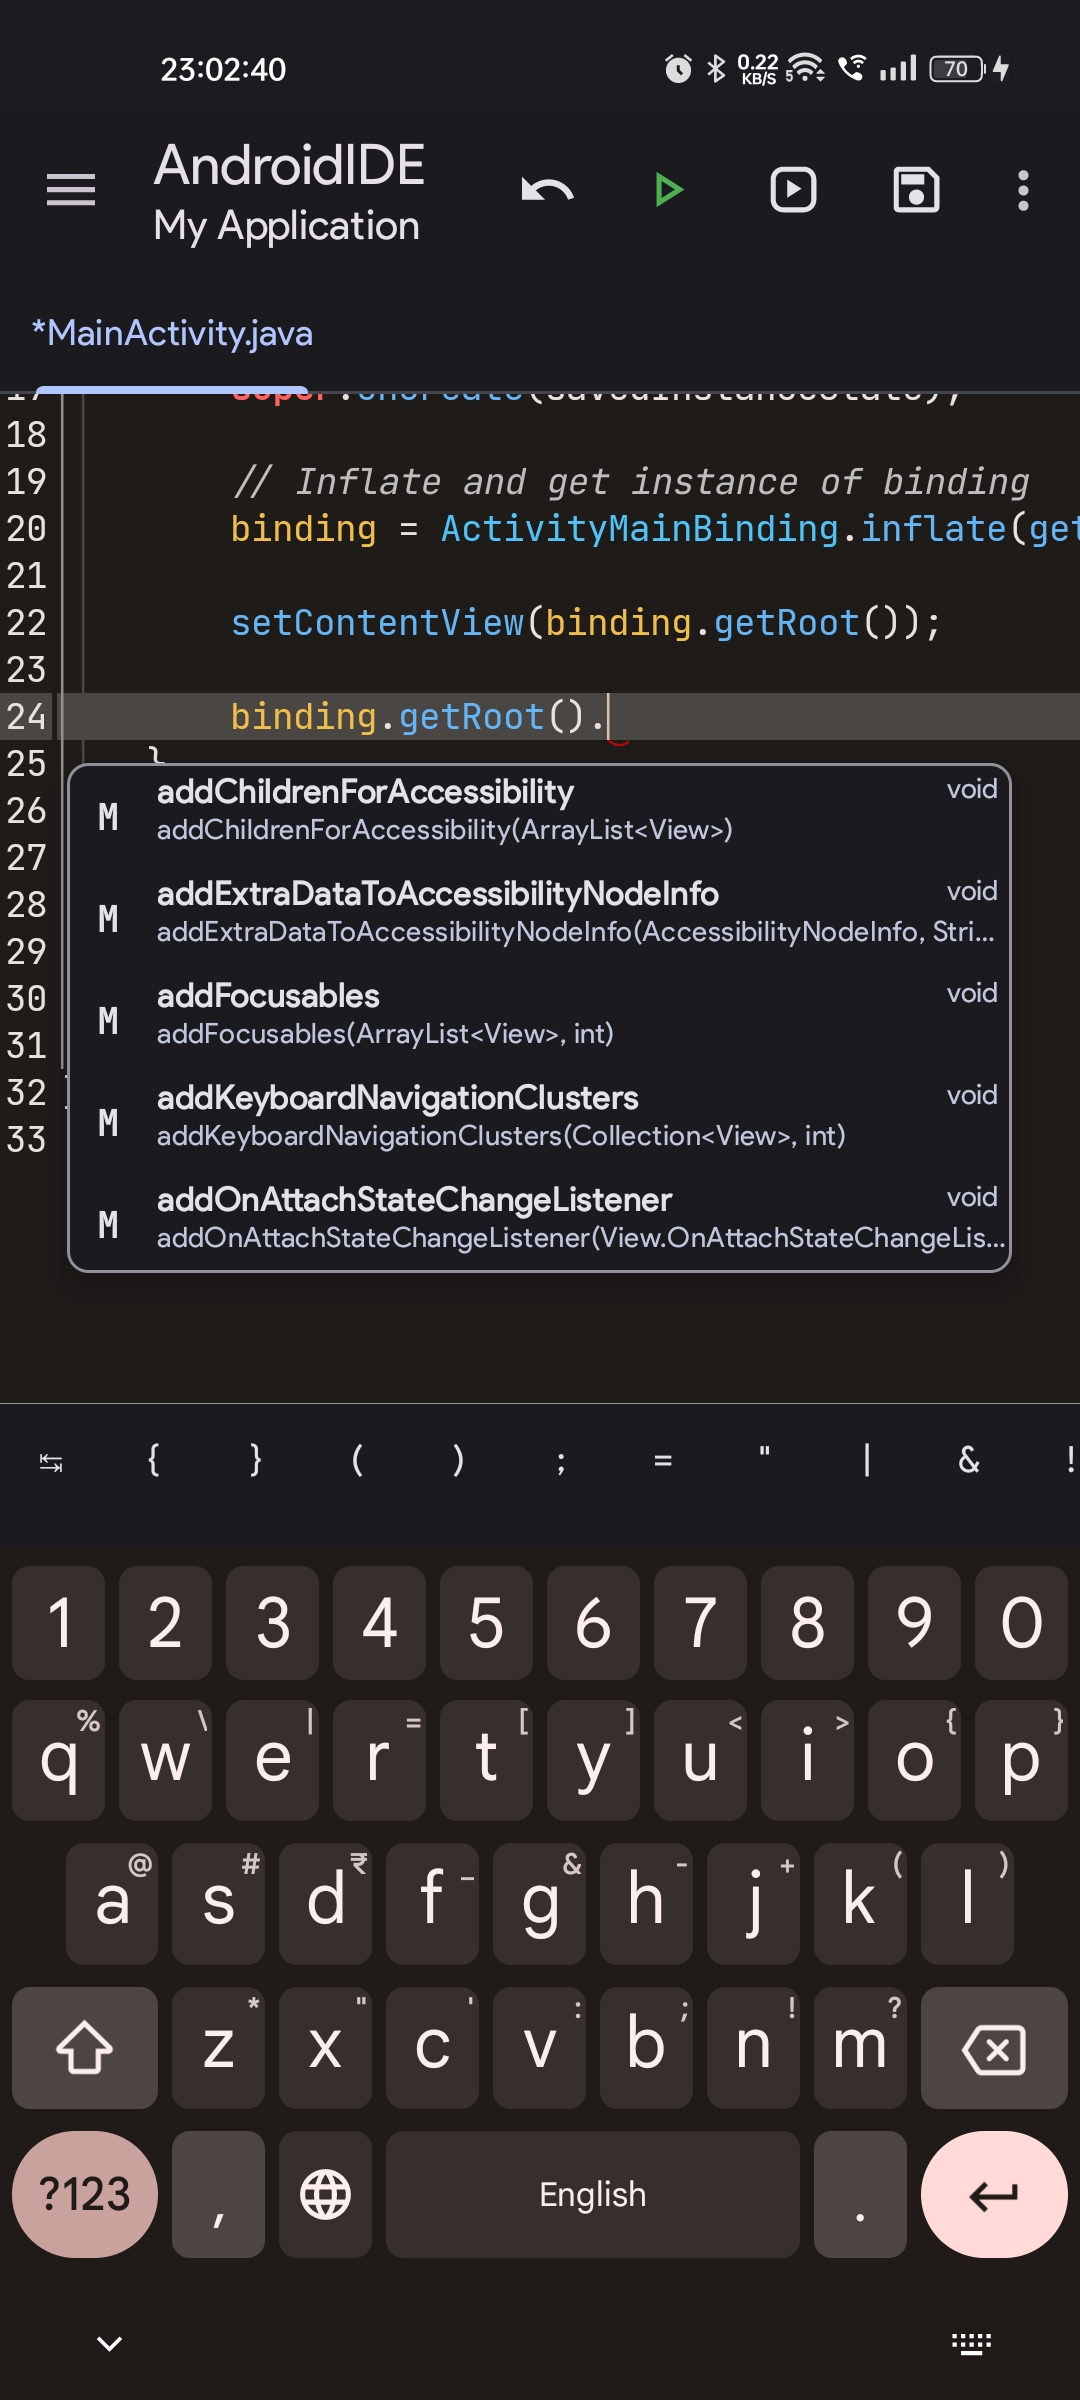 23:02:40
0.22
KB/S
5
70
AndroidIDE
My Application
*MainActivity.java
17 super.onCreate(savedInstanceState);
18
19 // Inflate and get instance of binding
20 binding = ActivityMainBinding.inflate(get
21
22 setContentView(binding.getRoot());
23
24 binding.getRoot().
25 }
26
27
28
29
30
31
32
33
M addChildrenForAccessibility void
addChildrenForAccessibility(ArrayList<View>)
M addExtraDataToAccessibilityNodeInfo void
addExtraDataToAccessibilityNodeInfo(AccessibilityNodeInfo, Stri...
M addFocusables void
addFocusables(ArrayList<View>, int)
M addKeyboardNavigationClusters void
addKeyboardNavigationClusters(Collection<View>, int)
M addOnAttachStateChangeListener void
addOnAttachStateChangeListener(View.OnAttachStateChangeLis...
↹ { } ( ) ; = " | & !
1 2 3 4 5 6 7 8 9 0
% \ | = [ ] < > { }
q w e r t y u i o p
@ # ₹ _ & - + ( )
a s d f g h j k l
* " ' : ; ! ?
z x c v b n m
?123 , English .